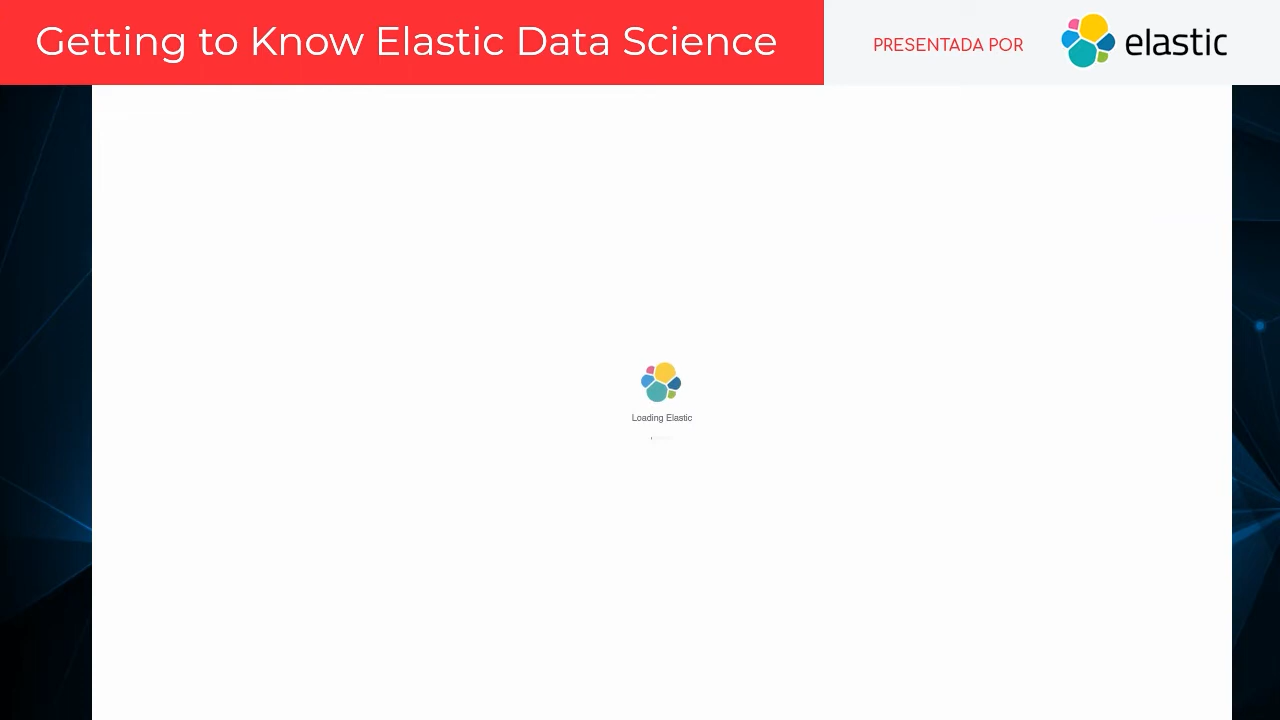 Getting to Know Elastic Data Science
PRESENTADA POR
elastic
Loading Elastic